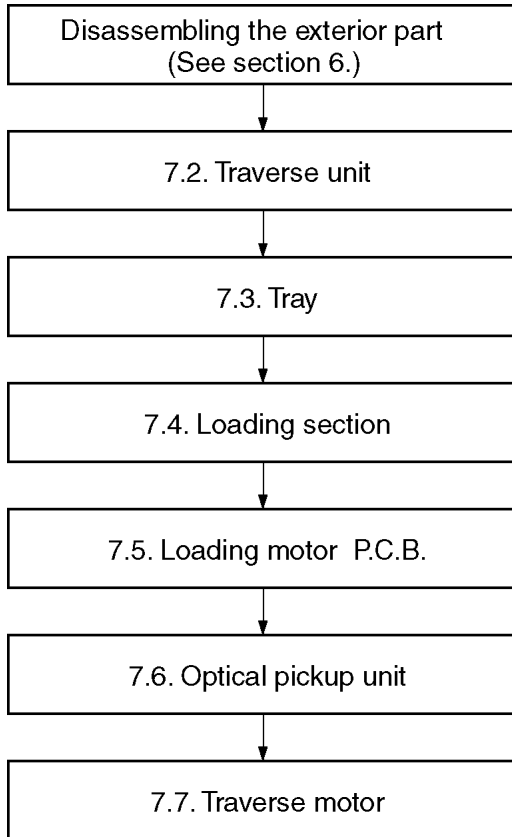 Disassembling the exterior part
(See section 6.)
7.2. Traverse unit
7.3. Tray
7.4. Loading section
7.5. Loading motor P.C.B.
7.6. Optical pickup unit
7.7. Traverse motor